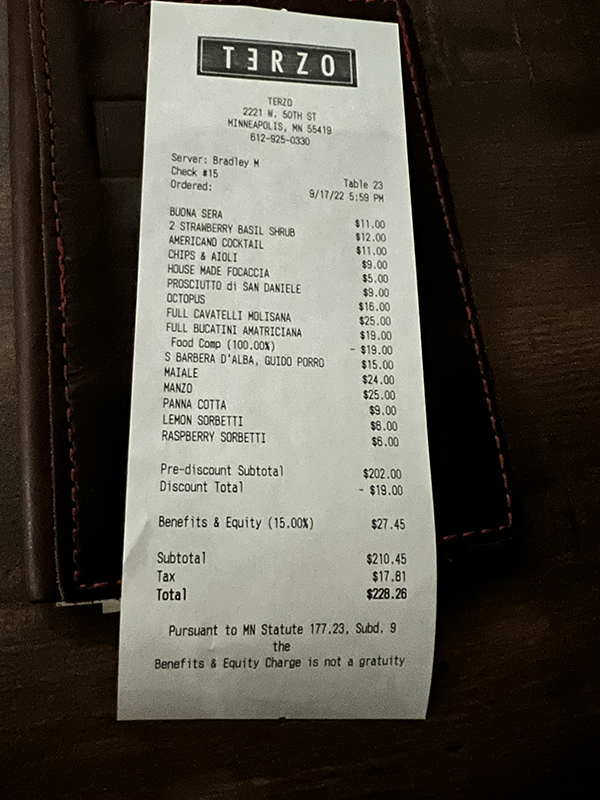 TERZO
TERZO
2221 W. 50TH ST
MINNEAPOLIS, MN 55419
612-925-0330
Server: Bradley M
Check #15 Table 23
Ordered: 9/17/22 5:59 PM
BUONA SERA $11.00
2 STRAWBERRY BASIL SHRUB $12.00
AMERICANO COCKTAIL $11.00
CHIPS & AIOLI $9.00
HOUSE MADE FOCACCIA $5.00
PROSCIUTTO di SAN DANIELE $9.00
OCTOPUS $16.00
FULL CAVATELLI MOLISANA $25.00
FULL BUCATINI AMATRICIANA $19.00
Food Comp (100.00%) - $19.00
S BARBERA D'ALBA, GUIDO PORRO $15.00
MAIALE $24.00
MANZO $25.00
PANNA COTTA $9.00
LEMON SORBETTI $6.00
RASPBERRY SORBETTI $6.00
Pre-discount Subtotal $202.00
Discount Total - $19.00
Benefits & Equity (15.00%) $27.45
Subtotal $210.45
Tax $17.81
Total $228.26
Pursuant to MN Statute 177.23, Subd. 9
the
Benefits & Equity Charge is not a gratuity